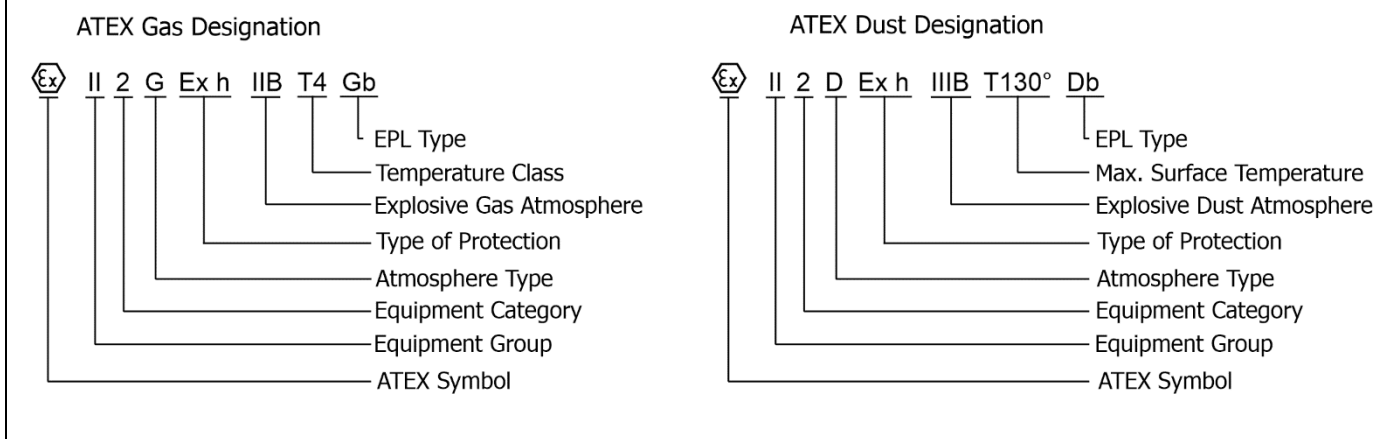 ATEX Gas Designation
Ex II 2 G Ex h IIB T4 Gb
EPL Type
Temperature Class
Explosive Gas Atmosphere
Type of Protection
Atmosphere Type
Equipment Category
Equipment Group
ATEX Symbol
ATEX Dust Designation
Ex II 2 D Ex h IIIB T130° Db
EPL Type
Max. Surface Temperature
Explosive Dust Atmosphere
Type of Protection
Atmosphere Type
Equipment Category
Equipment Group
ATEX Symbol